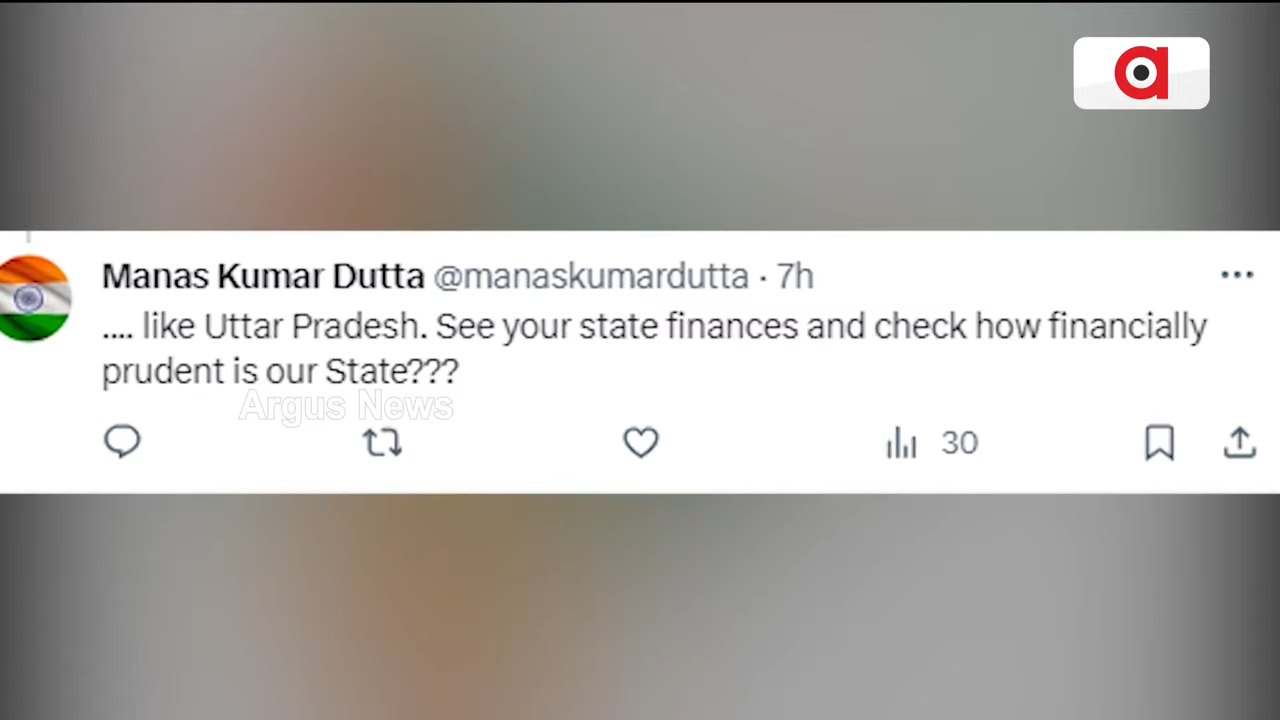 Manas Kumar Dutta @manaskumardutta · 7h
.... like Uttar Pradesh. See your state finances and check how financially
prudent is our State???
Argus News
30